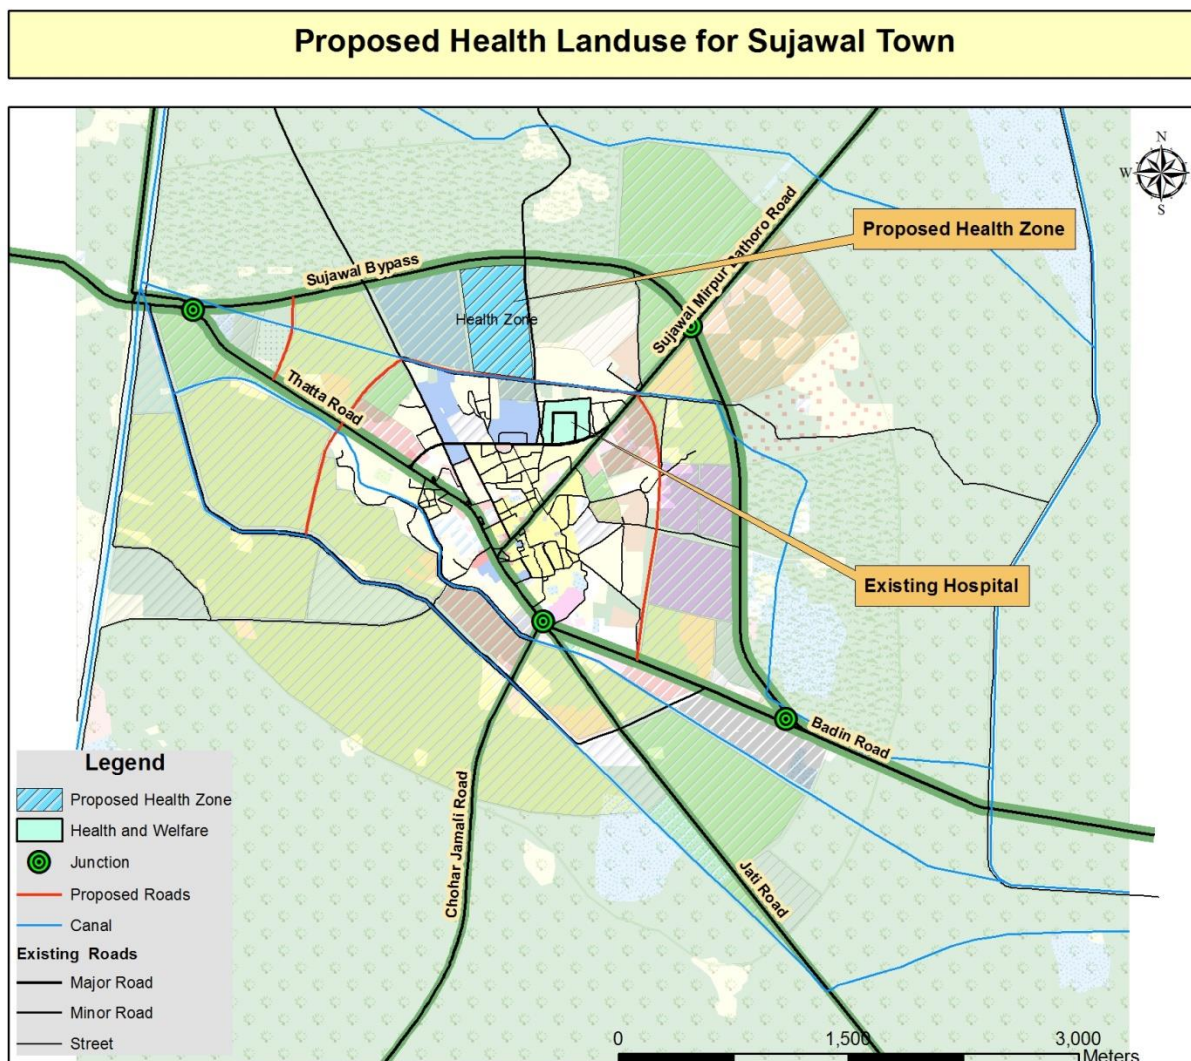 Proposed Health Landuse for Sujawal Town
N
W
S
Proposed Health Zone
Sujawal Mirpur Bathoro Road
Sujawal Bypass
Health Zone
Thatta Road
Existing Hospital
Badin Road
Chohar Jamali Road
Jati Road
Legend
Proposed Health Zone
Health and Welfare
Junction
Proposed Roads
Canal
Existing Roads
Major Road
Minor Road
Street
0 1,500 3,000
Meters